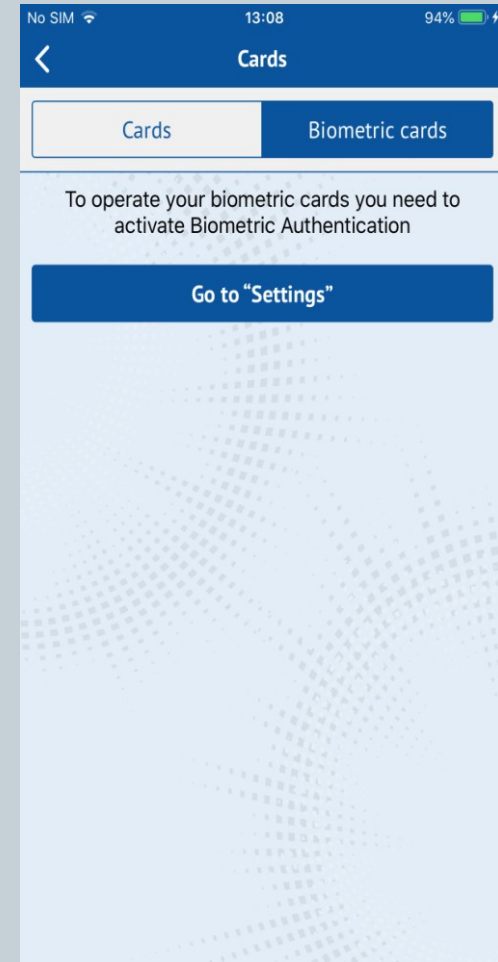 No SIM 13:08 94%
Cards
Cards Biometric cards
To operate your biometric cards you need to
activate Biometric Authentication
Go to “Settings”